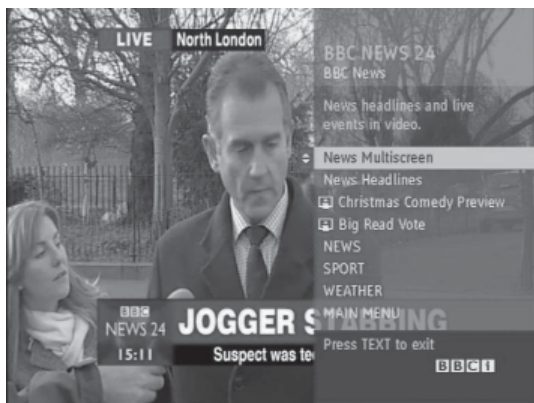 LIVE North London
BBC NEWS 24
BBC News
News headlines and live
events in video.
News Multiscreen
News Headlines
Christmas Comedy Preview
Big Read Vote
NEWS
SPORT
WEATHER
MAIN MENU
Press TEXT to exit
BBCi
BBC
NEWS 24
15:11
JOGGER STABBING
Suspect was